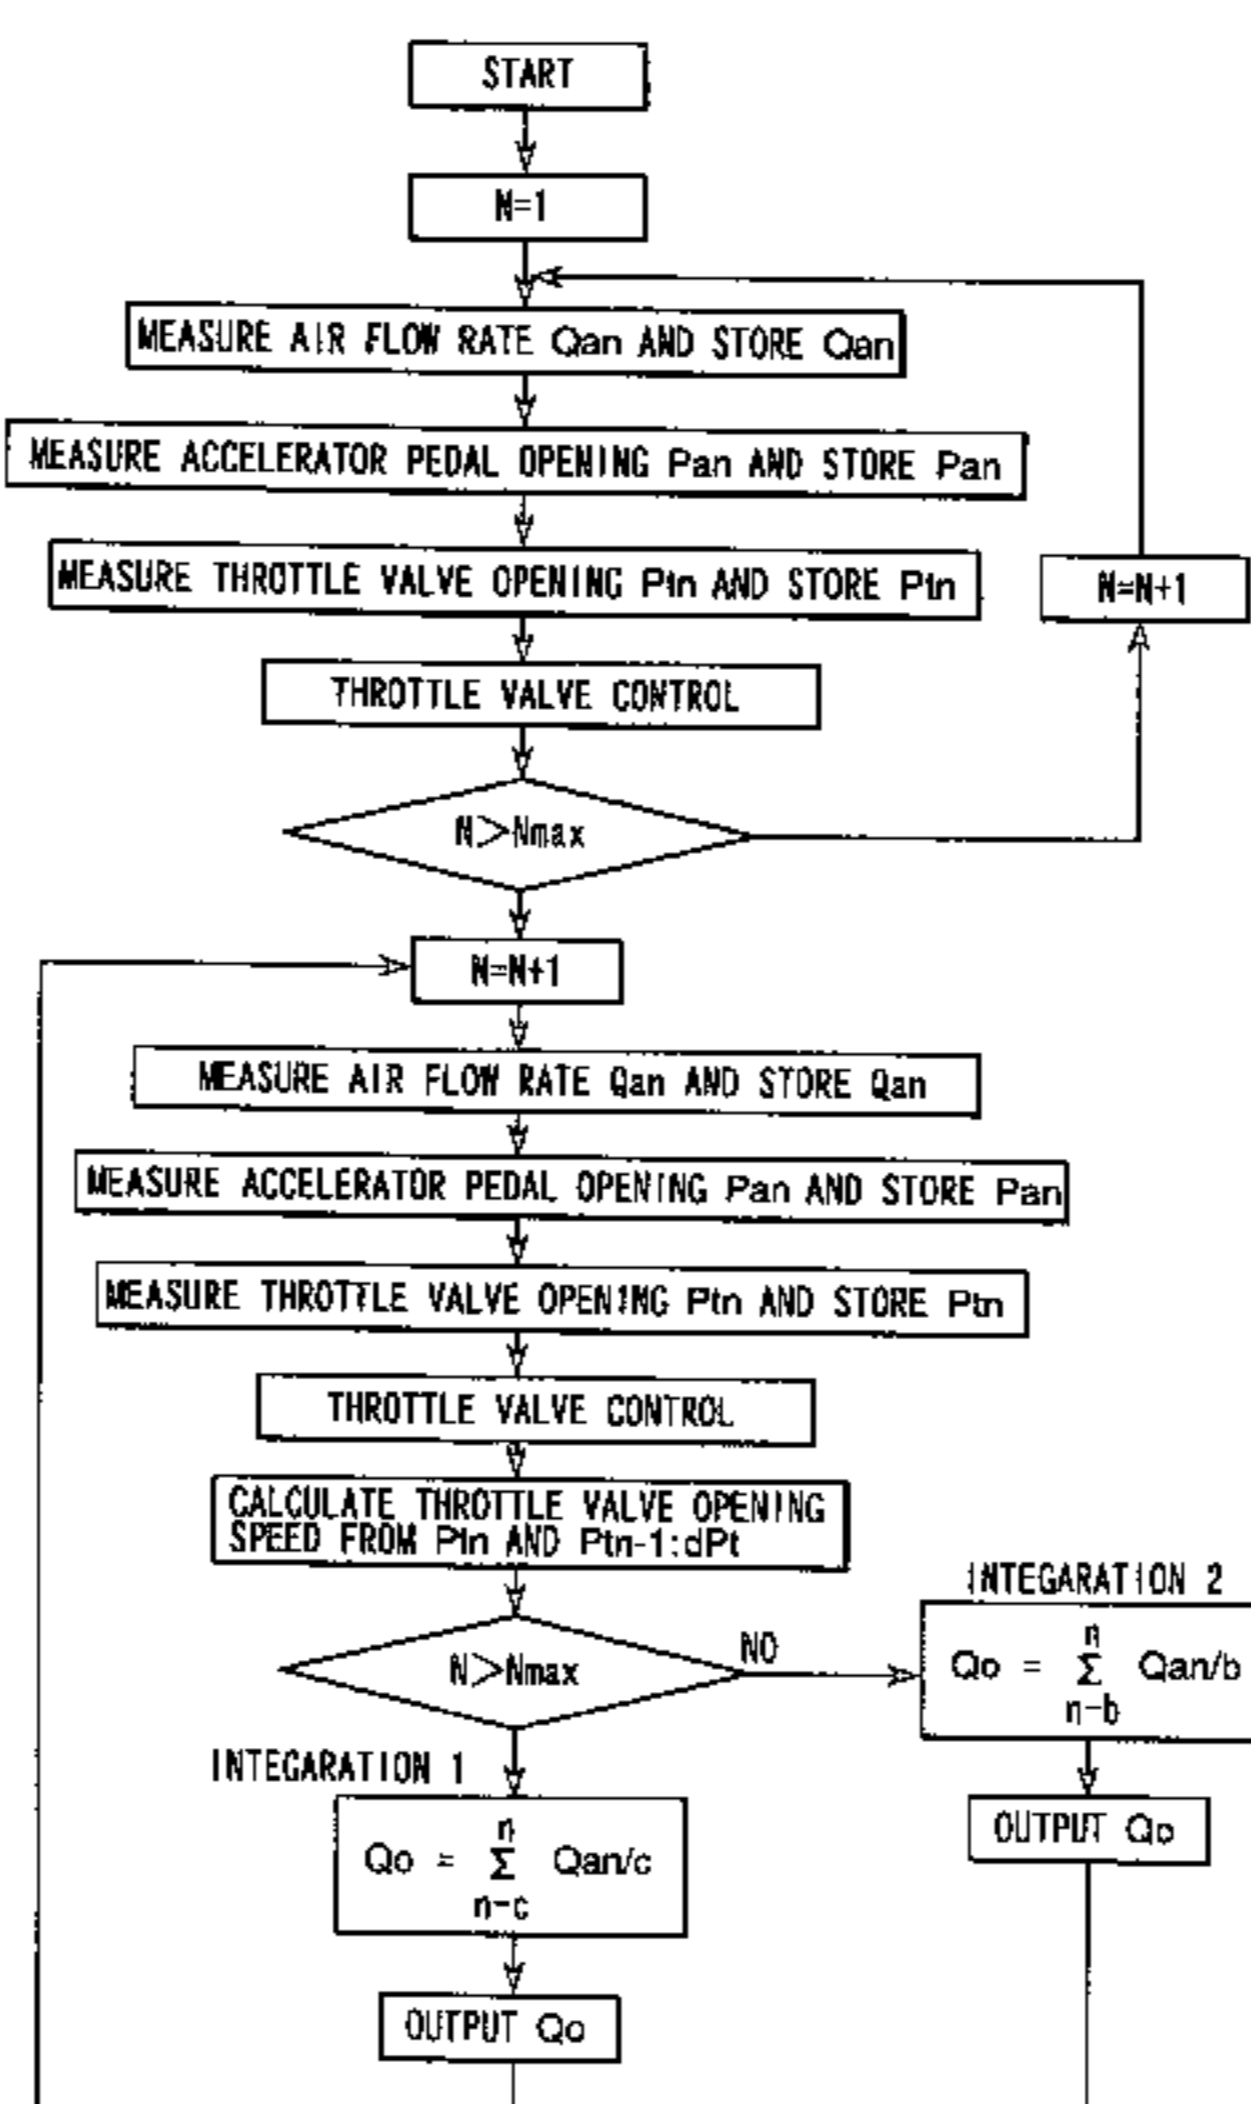 START
N=1
MEASURE AIR FLOW RATE Qan AND STORE Qan
MEASURE ACCELERATOR PEDAL OPENING Pan AND STORE Pan
MEASURE THROTTLE VALVE OPENING Ptn AND STORE Ptn
N=N+1
THROTTLE VALVE CONTROL
N>Nmax
N=N+1
MEASURE AIR FLOW RATE Qan AND STORE Qan
MEASURE ACCELERATOR PEDAL OPENING Pan AND STORE Pan
MEASURE THROTTLE VALVE OPENING Ptn AND STORE Ptn
THROTTLE VALVE CONTROL
CALCULATE THROTTLE VALVE OPENING
SPEED FROM Ptn AND Ptn-1:dPt
N>Nmax
NO
INTEGARATION 2
n
Qo = Σ Qan/b
n-b
OUTPUT Qo
INTEGARATION 1
n
Qo = Σ Qan/c
n-c
OUTPUT Qo